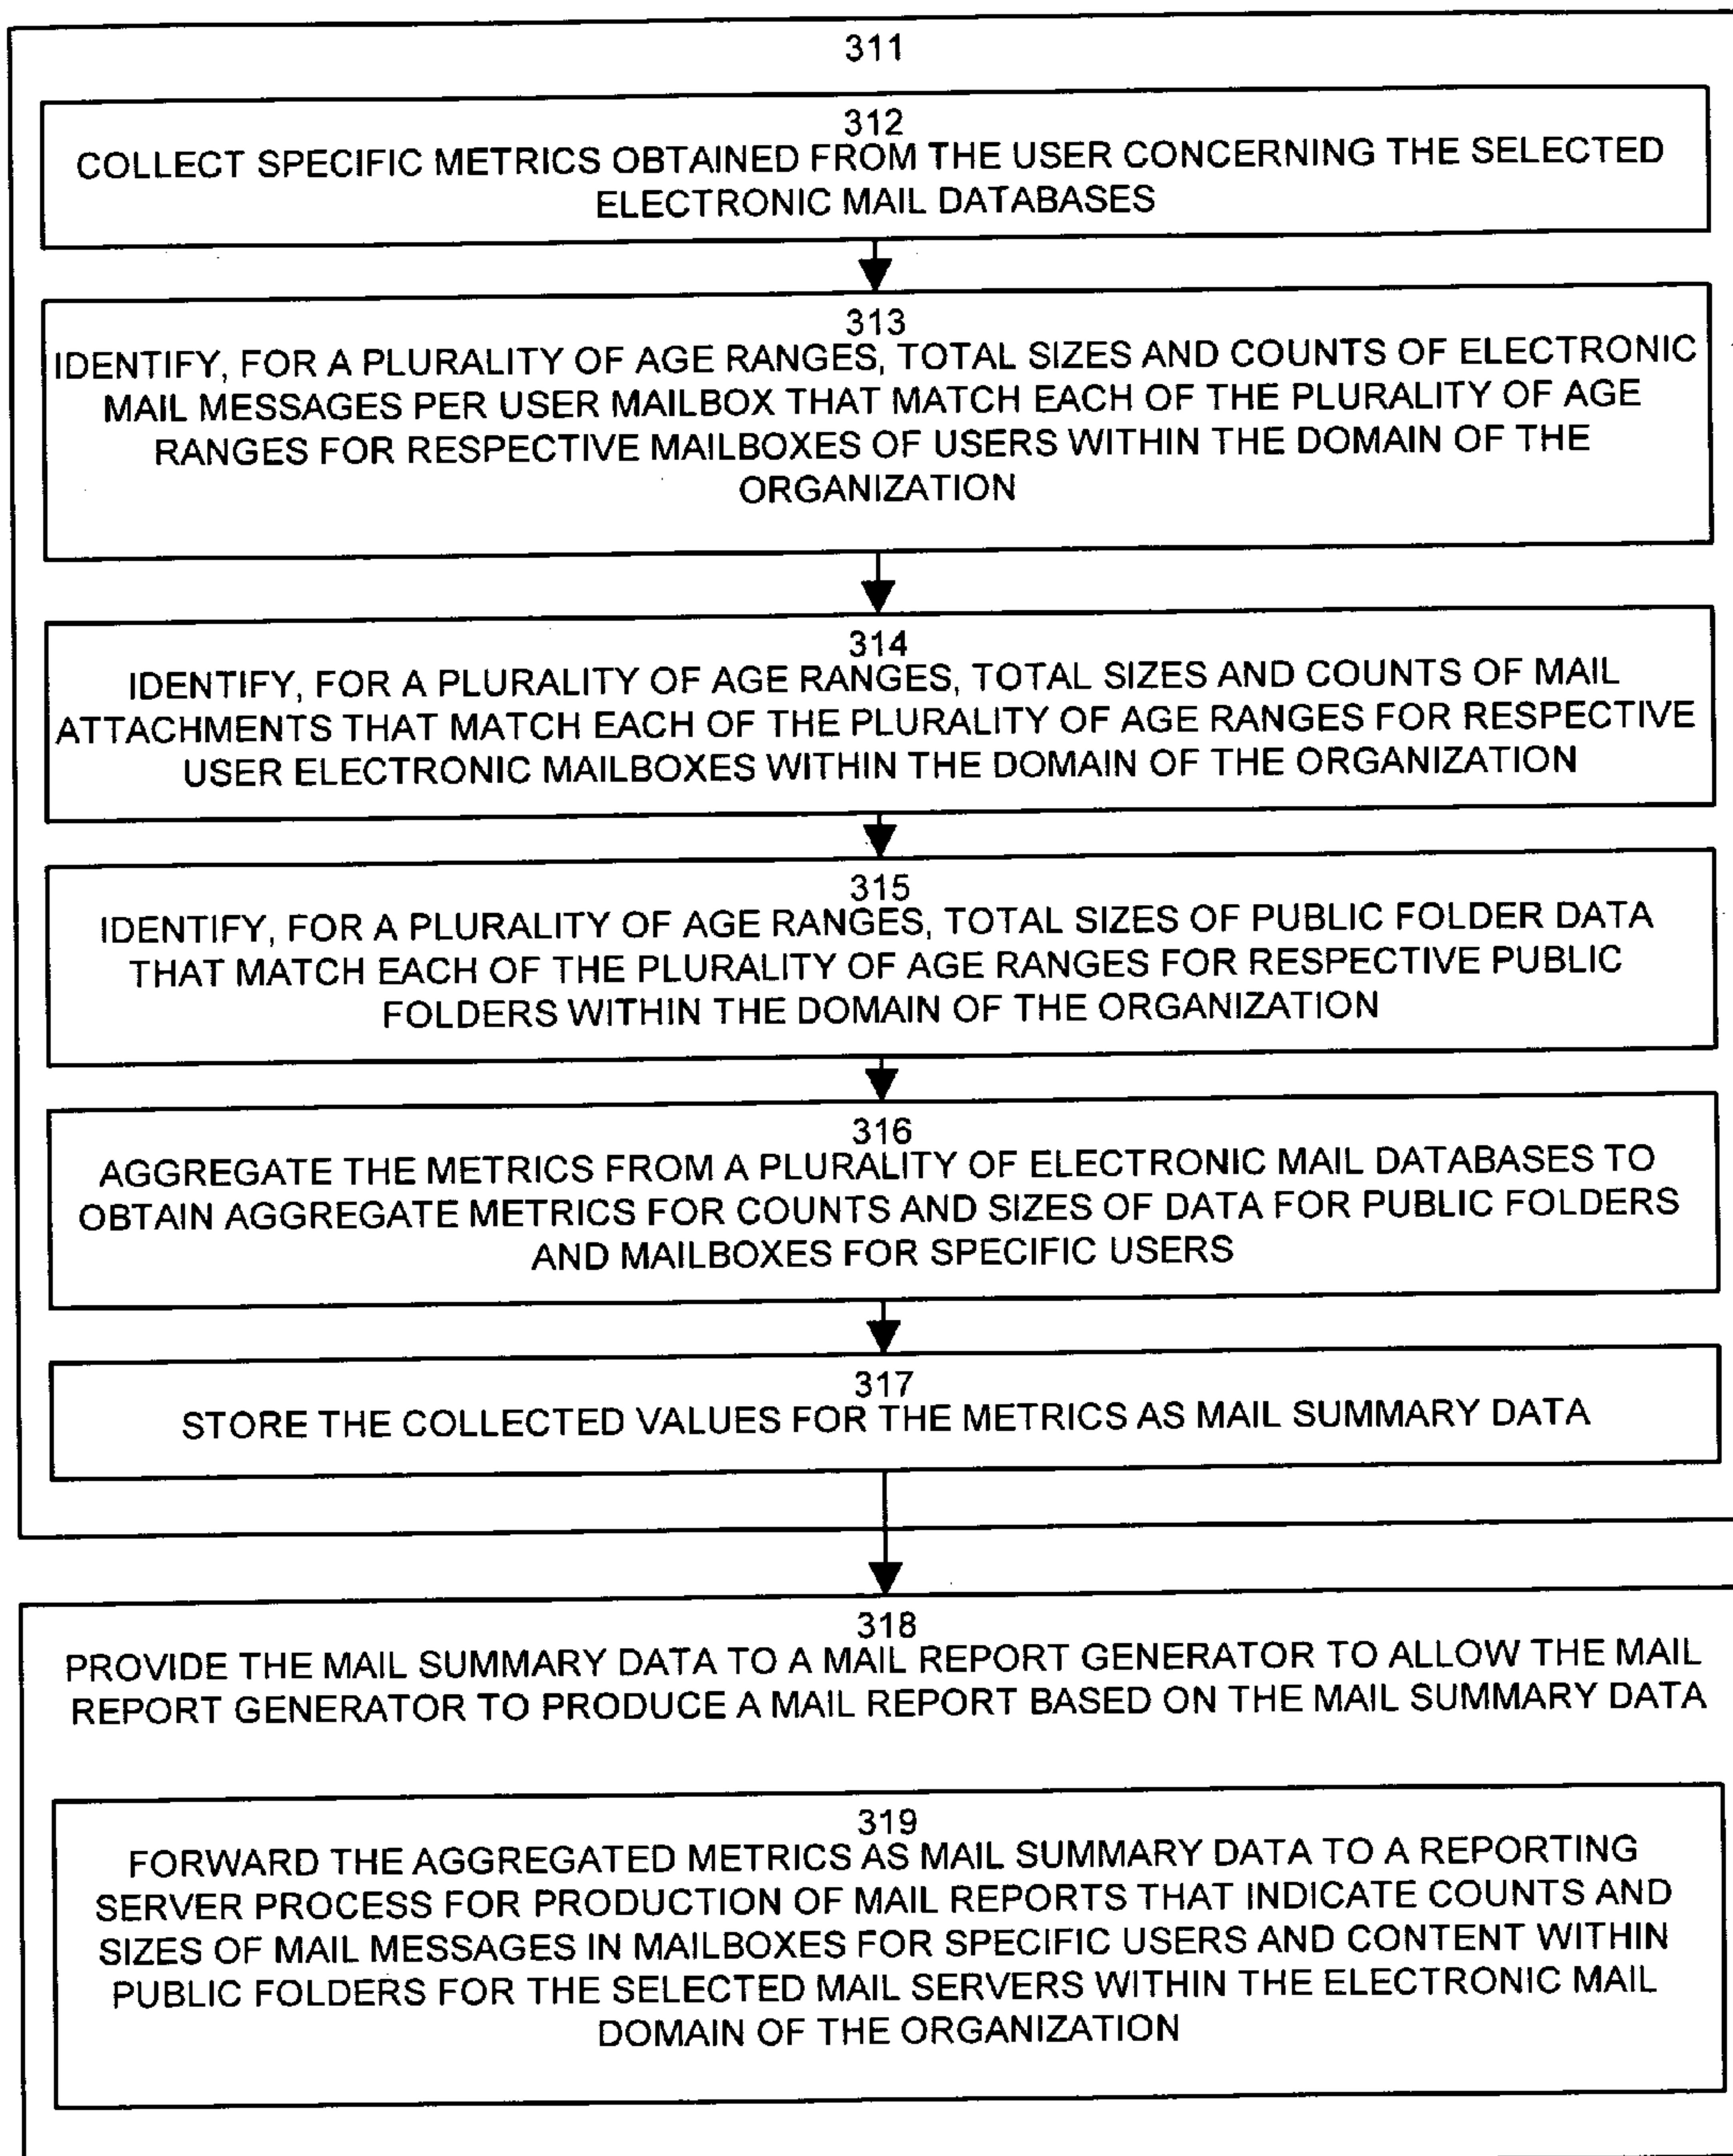 311
312
COLLECT SPECIFIC METRICS OBTAINED FROM THE USER CONCERNING THE SELECTED
ELECTRONIC MAIL DATABASES
313
IDENTIFY, FOR A PLURALITY OF AGE RANGES, TOTAL SIZES AND COUNTS OF ELECTRONIC
MAIL MESSAGES PER USER MAILBOX THAT MATCH EACH OF THE PLURALITY OF AGE
RANGES FOR RESPECTIVE MAILBOXES OF USERS WITHIN THE DOMAIN OF THE
ORGANIZATION
314
IDENTIFY, FOR A PLURALITY OF AGE RANGES, TOTAL SIZES AND COUNTS OF MAIL
ATTACHMENTS THAT MATCH EACH OF THE PLURALITY OF AGE RANGES FOR RESPECTIVE
USER ELECTRONIC MAILBOXES WITHIN THE DOMAIN OF THE ORGANIZATION
315
IDENTIFY, FOR A PLURALITY OF AGE RANGES, TOTAL SIZES OF PUBLIC FOLDER DATA
THAT MATCH EACH OF THE PLURALITY OF AGE RANGES FOR RESPECTIVE PUBLIC
FOLDERS WITHIN THE DOMAIN OF THE ORGANIZATION
316
AGGREGATE THE METRICS FROM A PLURALITY OF ELECTRONIC MAIL DATABASES TO
OBTAIN AGGREGATE METRICS FOR COUNTS AND SIZES OF DATA FOR PUBLIC FOLDERS
AND MAILBOXES FOR SPECIFIC USERS
317
STORE THE COLLECTED VALUES FOR THE METRICS AS MAIL SUMMARY DATA
318
PROVIDE THE MAIL SUMMARY DATA TO A MAIL REPORT GENERATOR TO ALLOW THE MAIL
REPORT GENERATOR TO PRODUCE A MAIL REPORT BASED ON THE MAIL SUMMARY DATA
319
FORWARD THE AGGREGATED METRICS AS MAIL SUMMARY DATA TO A REPORTING
SERVER PROCESS FOR PRODUCTION OF MAIL REPORTS THAT INDICATE COUNTS AND
SIZES OF MAIL MESSAGES IN MAILBOXES FOR SPECIFIC USERS AND CONTENT WITHIN
PUBLIC FOLDERS FOR THE SELECTED MAIL SERVERS WITHIN THE ELECTRONIC MAIL
DOMAIN OF THE ORGANIZATION